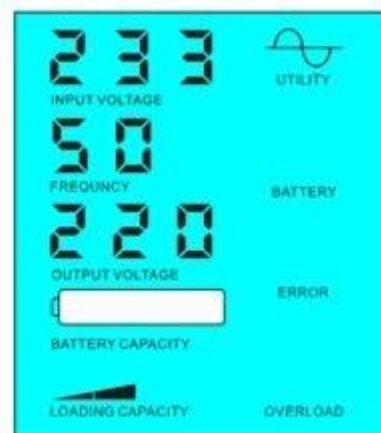 233
INPUT VOLTAGE
UTILITY
50
FREQUNCY
BATTERY
220
OUTPUT VOLTAGE
ERROR
BATTERY CAPACITY
LOADING CAPACITY
OVERLOAD